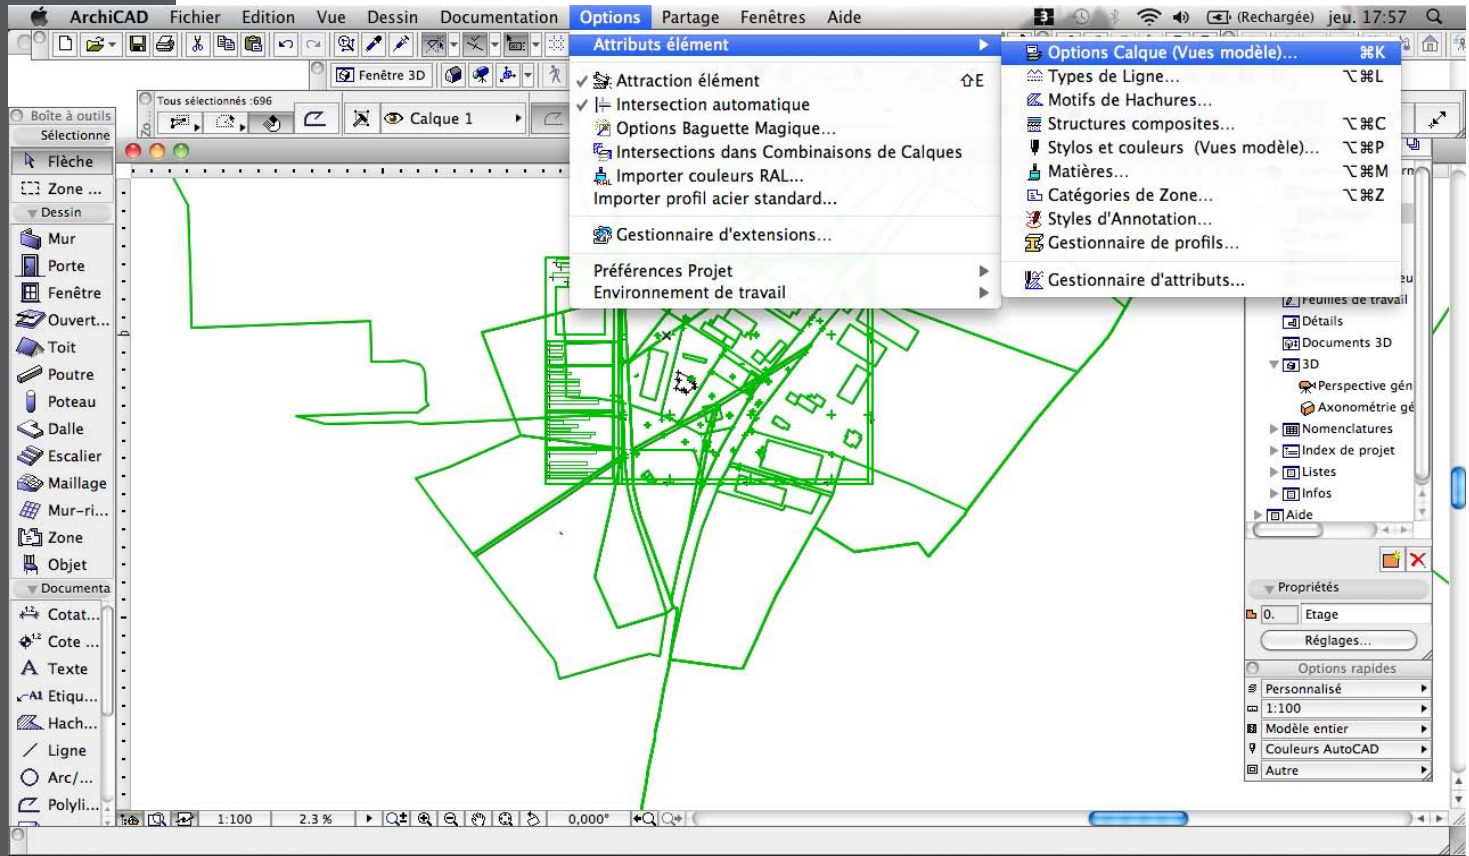 ArchiCAD Fichier Edition Vue Dessin Documentation Options Partage Fenêtres Aide
3 (Rechargée) jeu. 17:57
Attributs élément
Attraction élément ⇧E
Intersection automatique
Options Baguette Magique...
Intersections dans Combinaisons de Calques
Importer couleurs RAL...
Importer profil acier standard...
Gestionnaire d'extensions...
Préférences Projet
Environnement de travail
Options Calque (Vues modèle)... ⌘K
Types de Ligne... ⌥⌘L
Motifs de Hachures...
Structures composites... ⌥⌘C
Stylos et couleurs (Vues modèle)... ⌥⌘P
Matières... ⌥⌘M
Catégories de Zone... ⌥⌘Z
Styles d'Annotation...
Gestionnaire de profils...
Gestionnaire d'attributs...
Fenêtre 3D
Tous sélectionnés :696
Calque 1
Boîte à outils
Sélectionne
Flèche
Zone ...
Dessin
Mur
Porte
Fenêtre
Ouvert...
Toit
Poutre
Poteau
Dalle
Escalier
Maillage
Mur-ri...
Zone
Objet
Documenta
Cotat...
Cote ...
Texte
Etiqu...
Hach...
Ligne
Arc/...
Polyli...
Feuilles de travail
Détails
Documents 3D
3D
Perspective gén
Axonométrie gé
Nomenclatures
Index de projet
Listes
Infos
Aide
Propriétés
0. Etage
Réglages...
Options rapides
Personnalisé
1:100
Modèle entier
Couleurs AutoCAD
Autre
1:100 2.3 % 0,000°